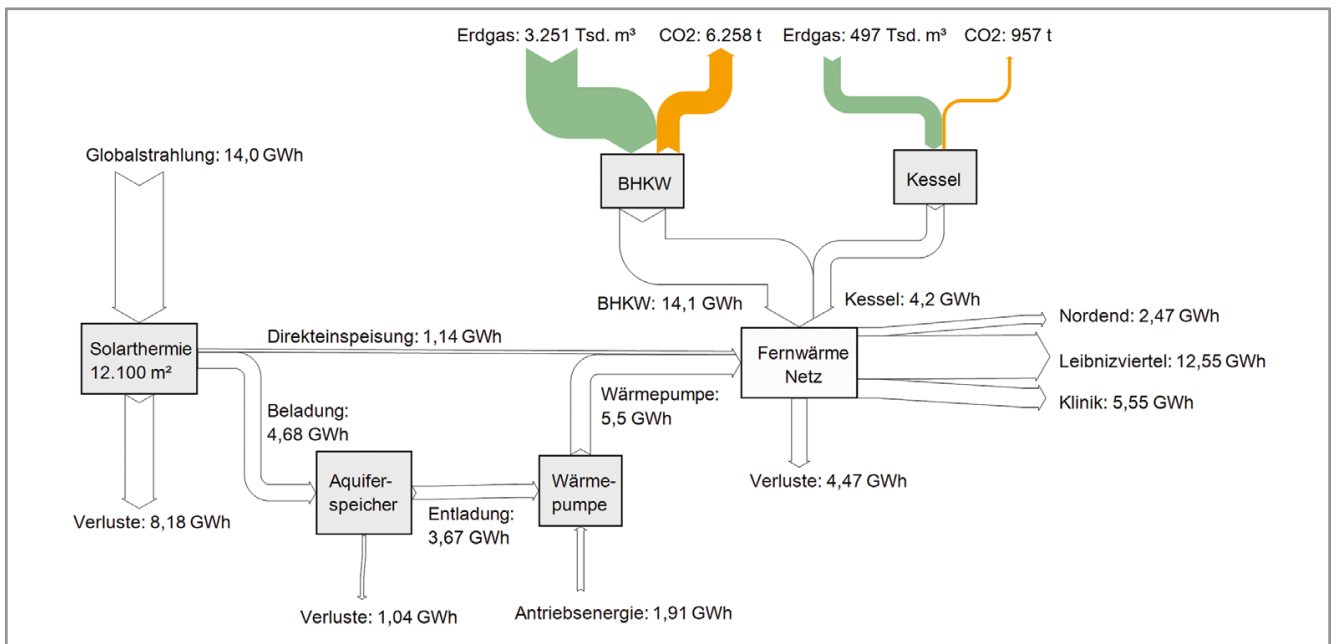 Erdgas: 3.251 Tsd. m³
CO2: 6.258 t
Erdgas: 497 Tsd. m³
CO2: 957 t
Globalstrahlung: 14,0 GWh
BHKW
Kessel
BHKW: 14,1 GWh
Kessel: 4,2 GWh
Solarthermie
12.100 m²
Direkteinspeisung: 1,14 GWh
Fernwärme
Netz
Nordend: 2,47 GWh
Leibnizviertel: 12,55 GWh
Klinik: 5,55 GWh
Beladung:
4,68 GWh
Wärmepumpe:
5,5 GWh
Verluste: 8,18 GWh
Aquifer-
speicher
Entladung:
3,67 GWh
Wärme-
pumpe
Verluste: 4,47 GWh
Verluste: 1,04 GWh
Antriebsenergie: 1,91 GWh